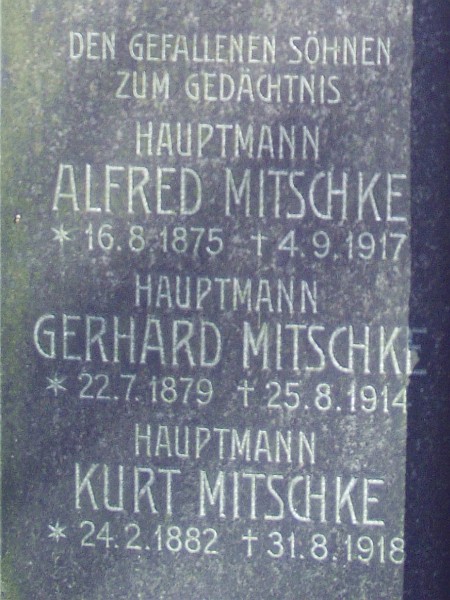 DEN GEFALLENEN SÖHNEN
ZUM GEDÄCHTNIS
HAUPTMANN
ALFRED MITSCHKE
* 16.8.1875 † 4.9.1917
HAUPTMANN
GERHARD MITSCHKE
* 22.7.1879 † 25.8.1914
HAUPTMANN
KURT MITSCHKE
* 24.2.1882 † 31.8.1918